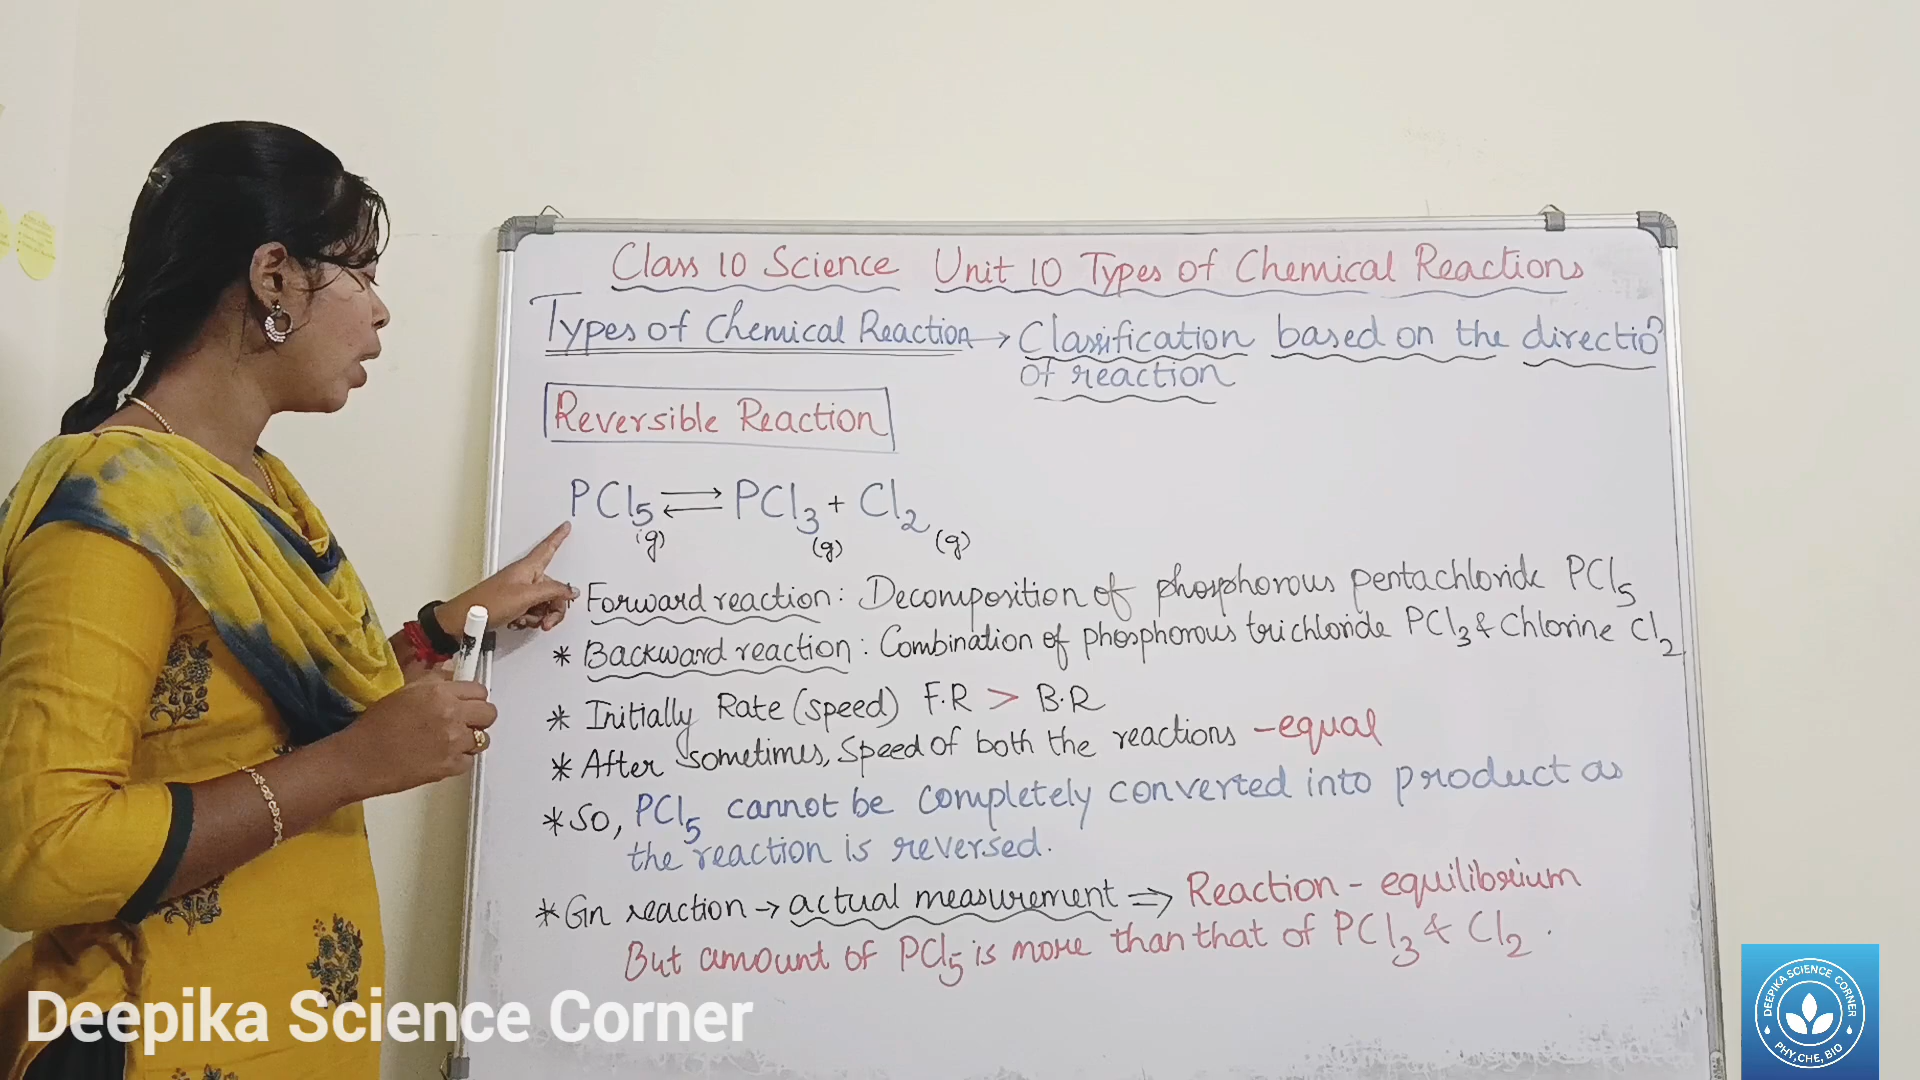 Class 10 Science Unit 10 Types of Chemical Reactions
Types of Chemical Reaction → Classification based on the directio
of reaction
Reversible Reaction
PCl5 ⇌ PCl3 + Cl2
(g) (g) (g)
* Forward reaction : Decomposition of phosphorous pentachloride PCl5
* Backward reaction : Combination of phosphorous trichloride PCl3 & Chlorine Cl2
* Initially Rate (speed) F.R > B.R
* After sometimes, speed of both the reactions - equal
* So, PCl5 cannot be completely converted into product as
the reaction is reversed.
* Gn reaction → actual measurement ⇒ Reaction - equilibrium
But amount of PCl5 is more than that of PCl3 & Cl2.
Deepika Science Corner
DEEPIKA SCIENCE CORNER
PHY, CHE, BIO